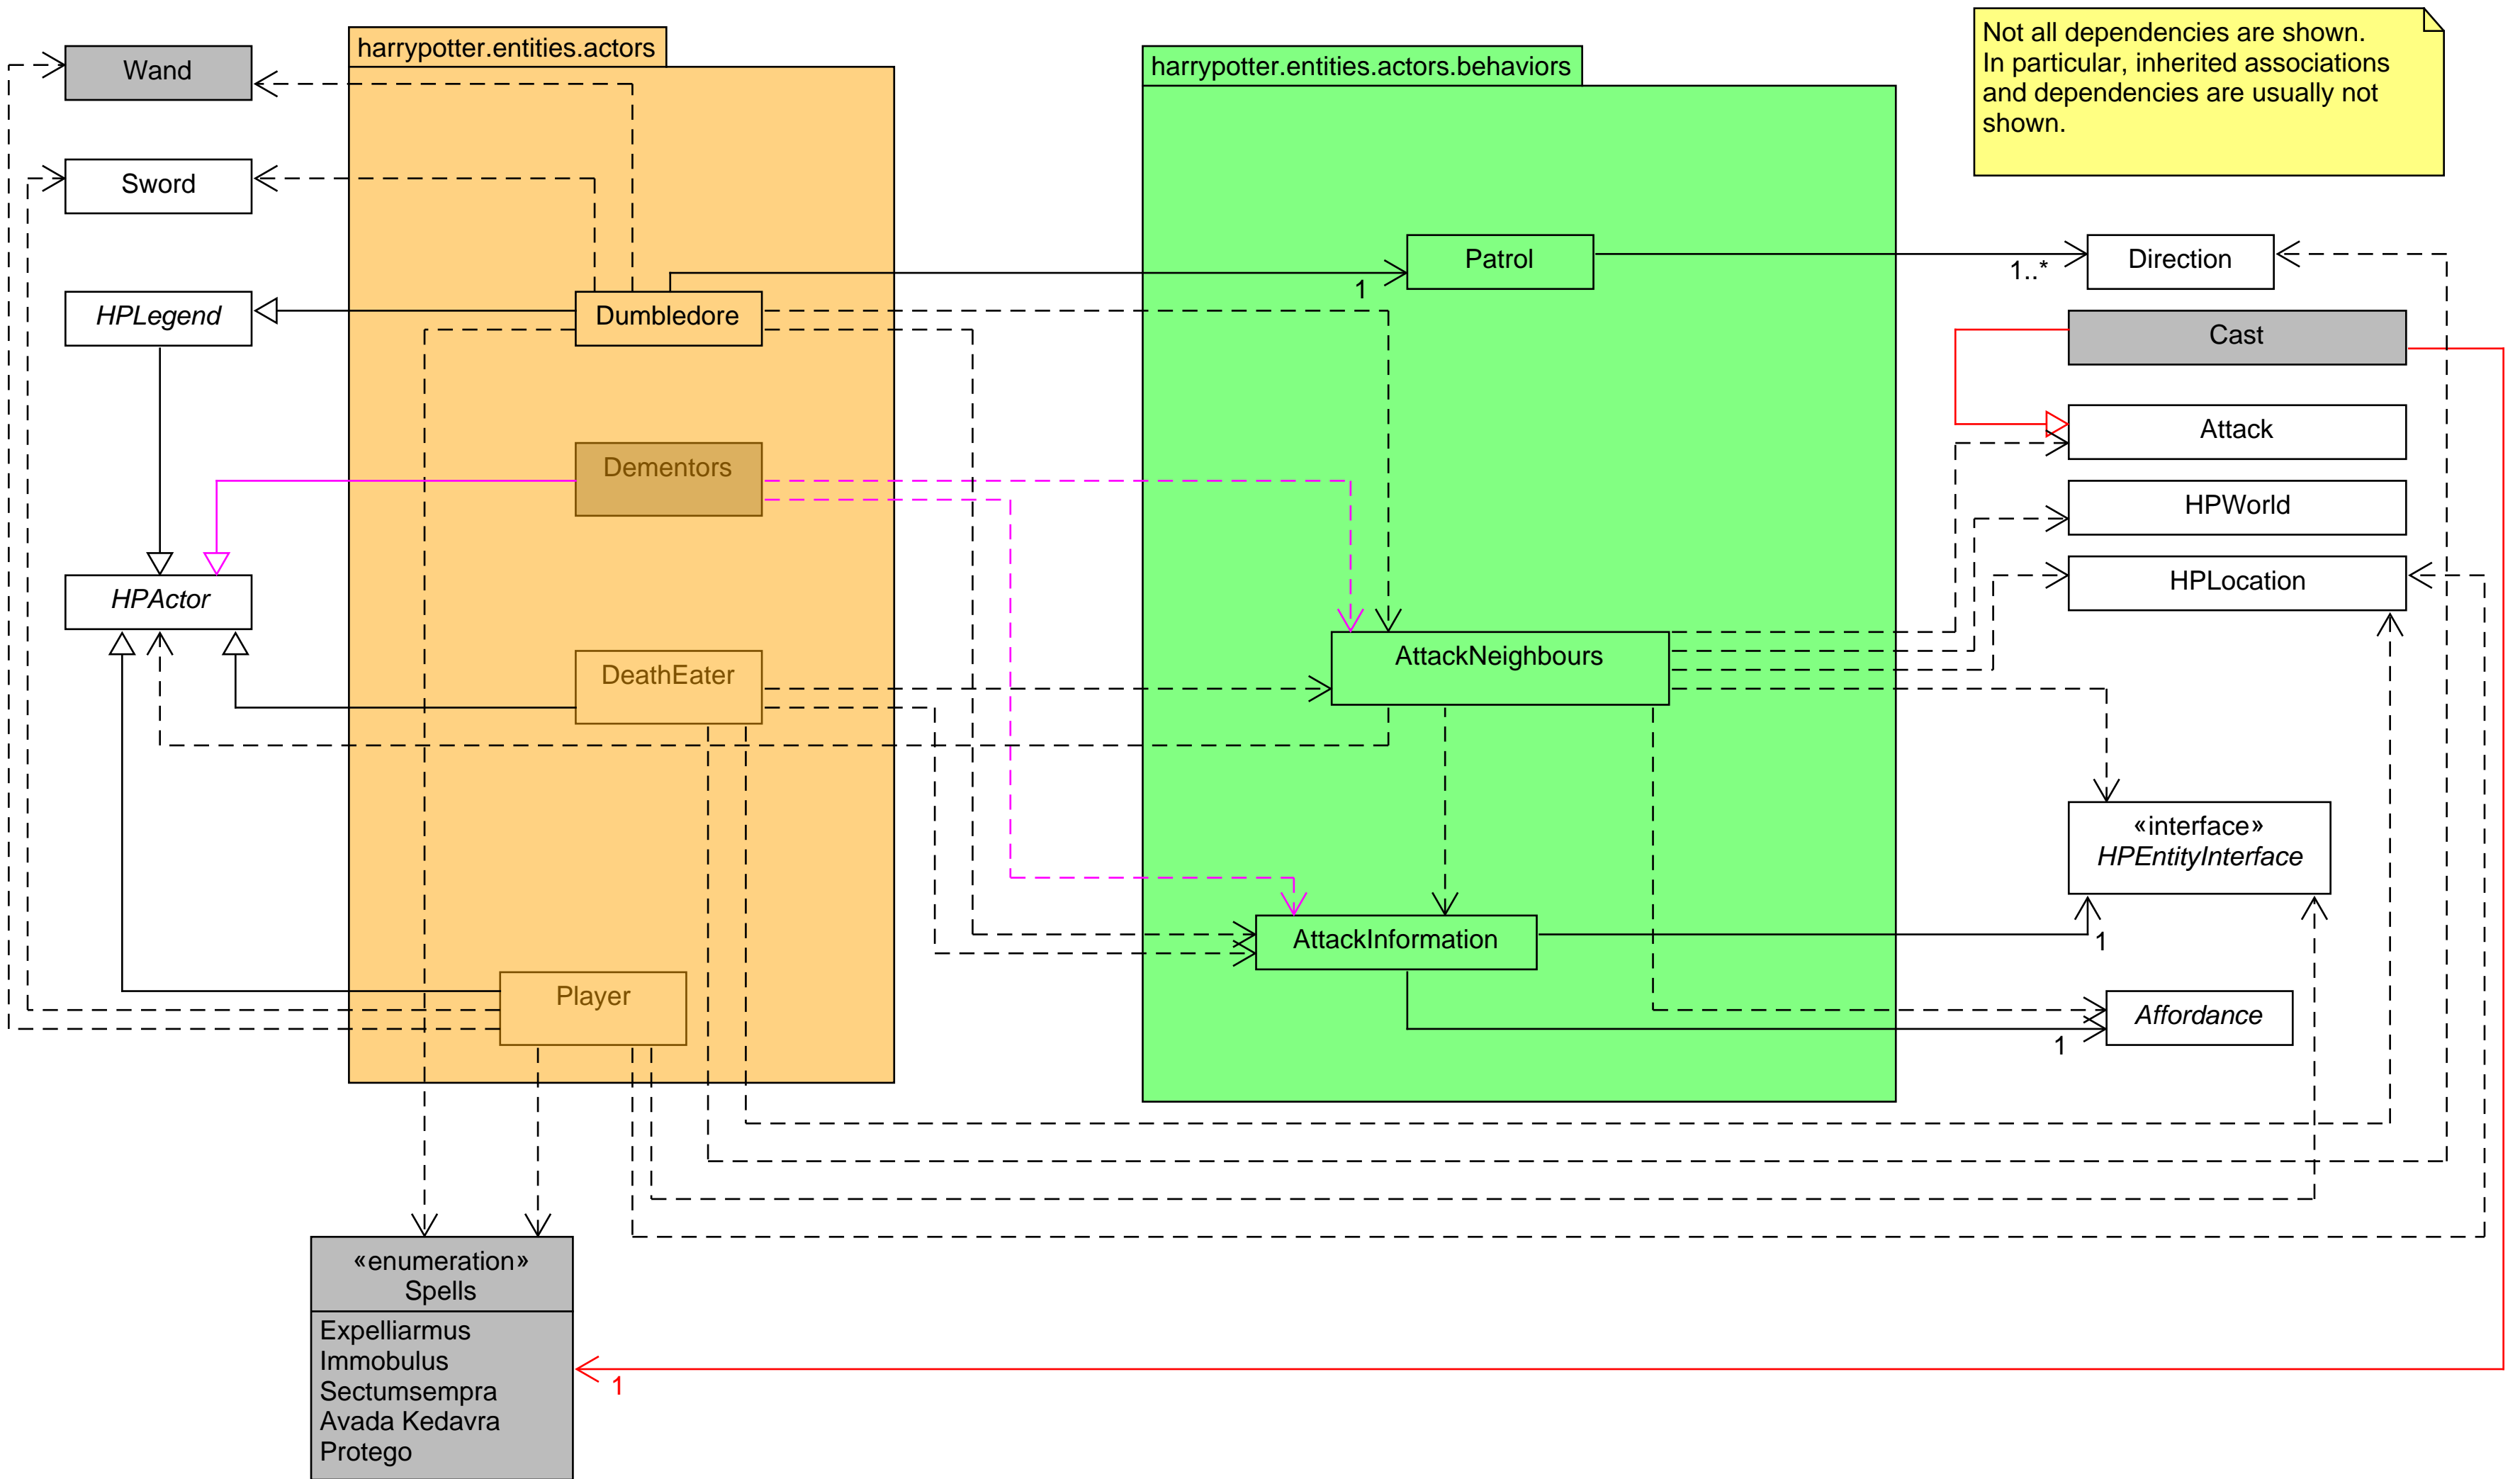 harrypotter.entities.actors
harrypotter.entities.actors.behaviors
Not all dependencies are shown.
In particular, inherited associations
and dependencies are usually not
shown.
Wand
Sword
HPLegend
HPActor
Dumbledore
Dementors
DeathEater
Player
Patrol
1
AttackNeighbours
AttackInformation
Direction
1..*
Cast
Attack
HPWorld
HPLocation
«interface»
HPEntityInterface
1
Affordance
1
«enumeration»
Spells
Expelliarmus
Immobulus
Sectumsempra
Avada Kedavra
Protego
1